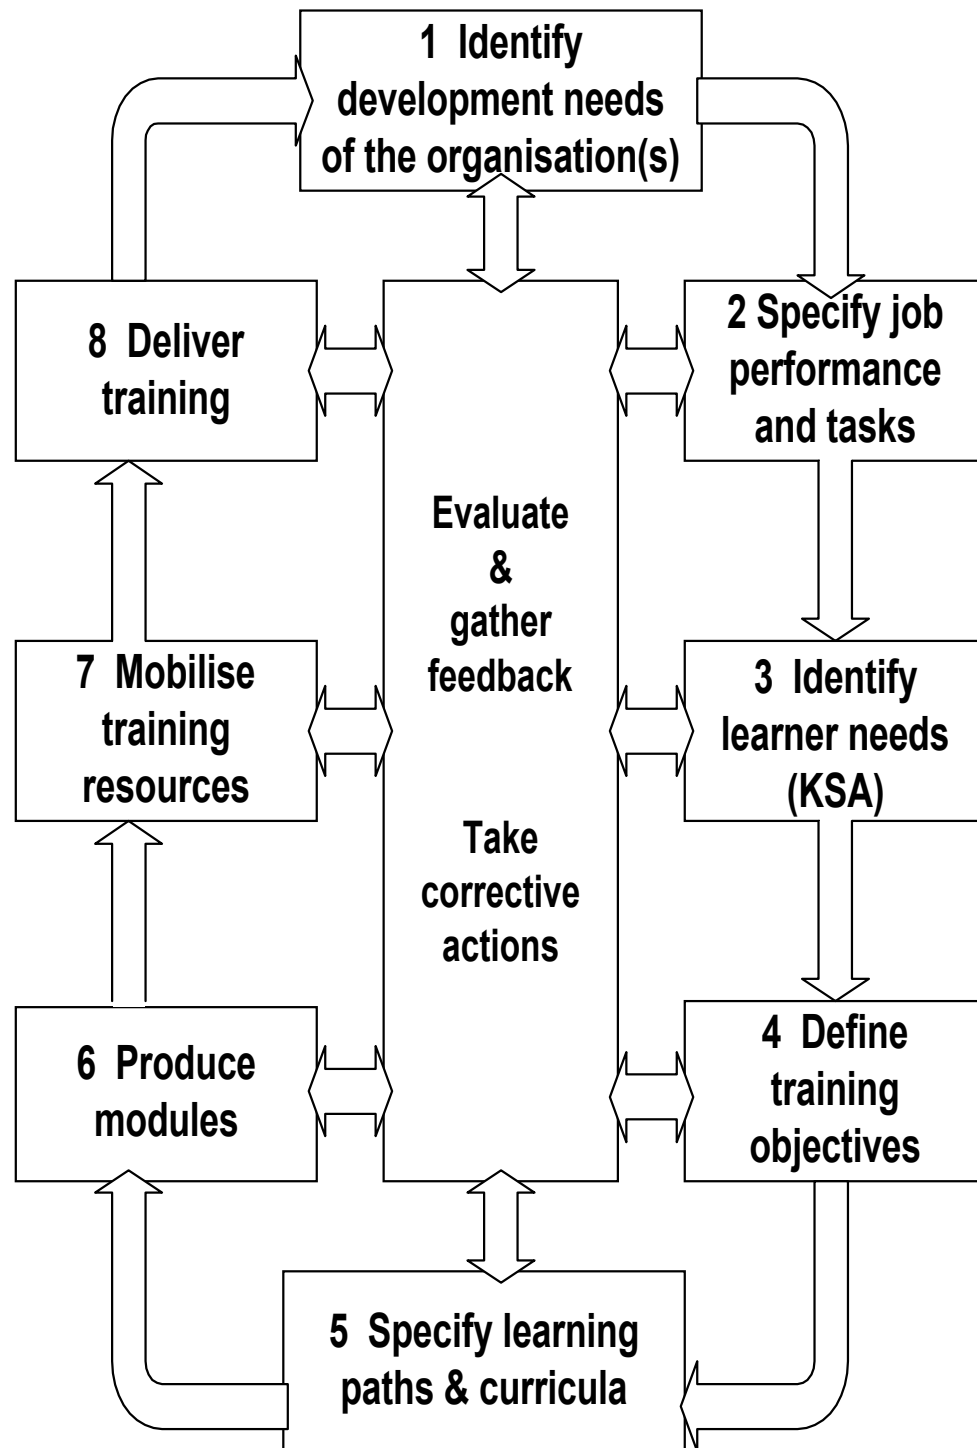 1 Identify
development needs
of the organisation(s)
2 Specify job
performance
and tasks
3 Identify
learner needs
(KSA)
4 Define
training
objectives
5 Specify learning
paths & curricula
6 Produce
modules
7 Mobilise
training
resources
8 Deliver
training
Evaluate
&
gather
feedback
Take
corrective
actions